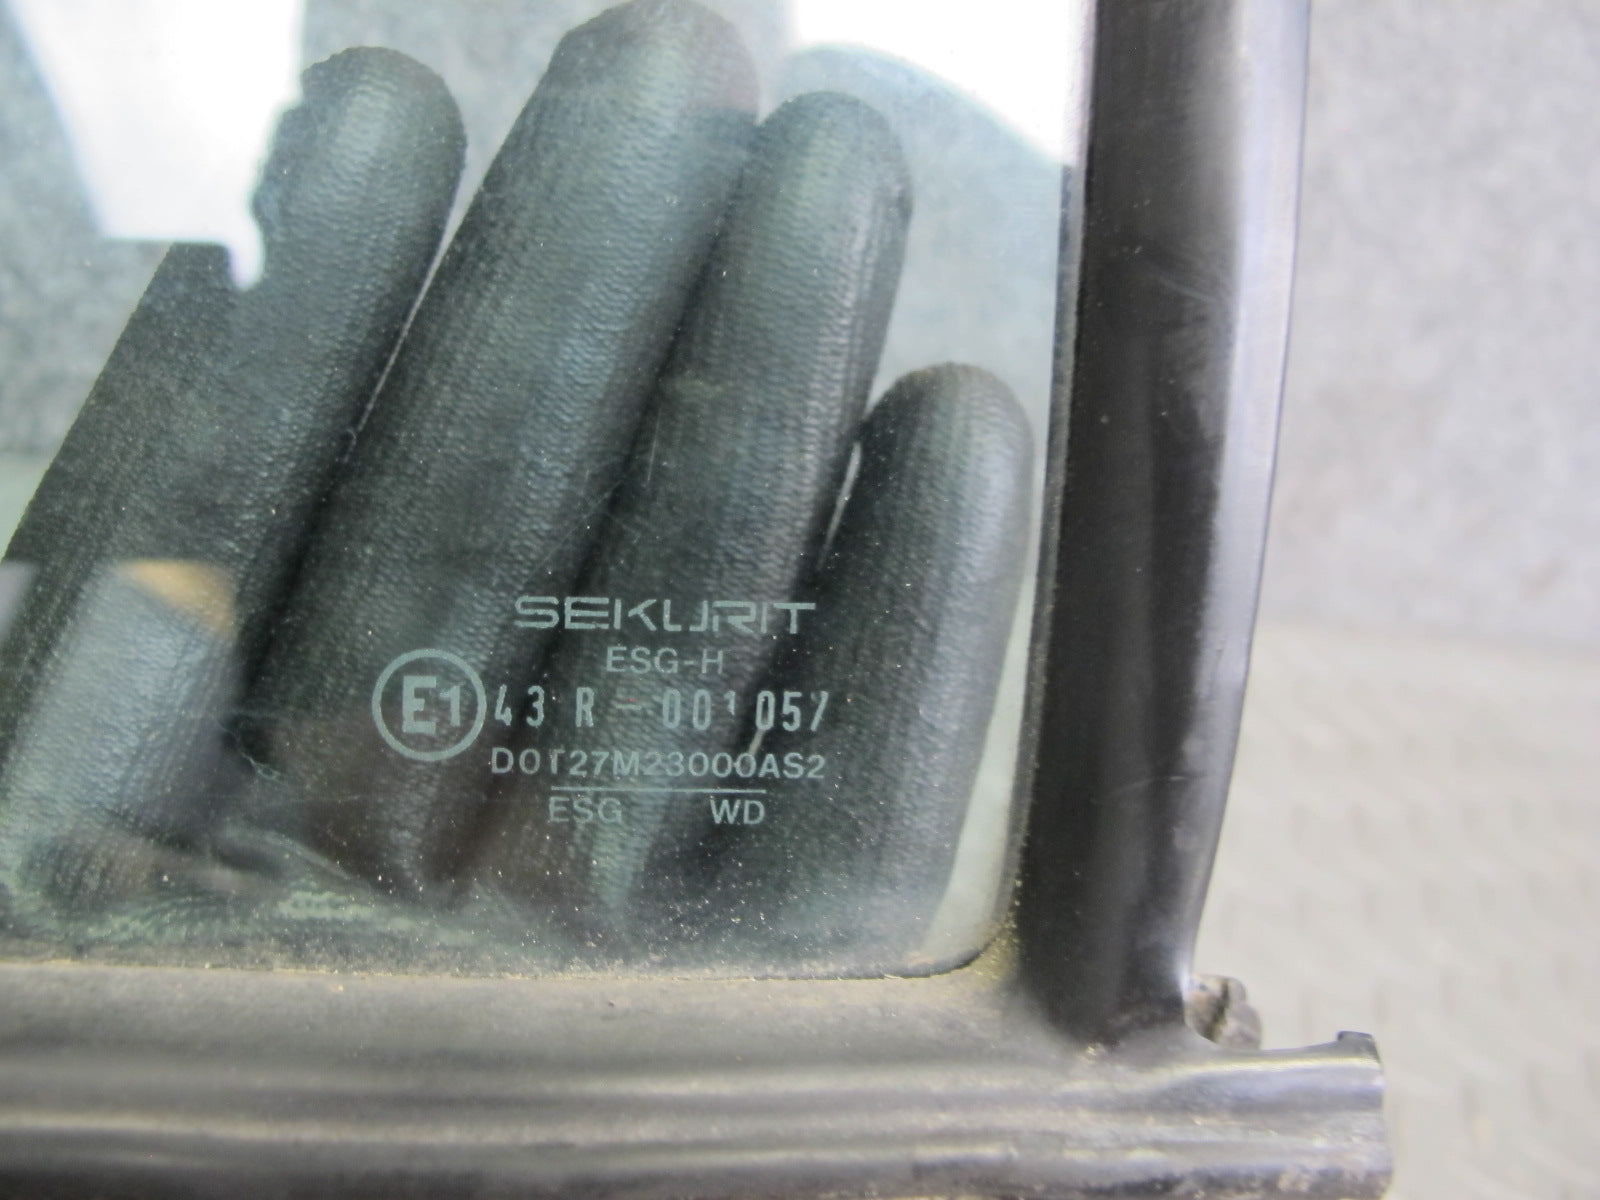 SEKURIT
ESG-H
E1 43 R - 001057
DOT27M23000AS2
ESG WD